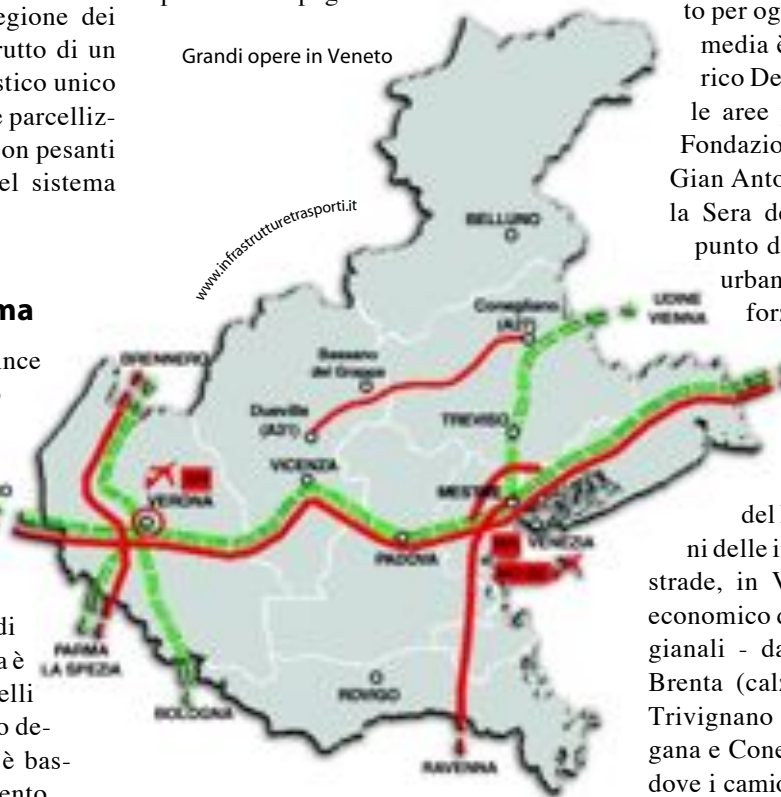 egione dei
rutto di un
stico unico
e parcelliz-
on pesanti
el sistema
ma
nce
di
a è
elli
o de-
è bas-
ento
Grandi opere in Veneto
www.infrastrutturetrasporti.it
BELLUNO
Conegliano
(A27)
UDINE
VIENNA
BRENNERO
Bassano
del Grappa
Dueville
(A31)
TREVISO
VICENZA
VERONA
MESTRE
VENEZIA
PADOVA
PARMA
LA SPEZIA
BOLOGNA
ROVIGO
RAVENNA
to per og
media è
rico De
le aree
Fondazio
Gian Anto
la Sera de
punto d
urban
forz
del
ni delle i
strade, in V
economico d
gianali - da
Brenta (calz
Trivignano
gana e Cone
dove i camio